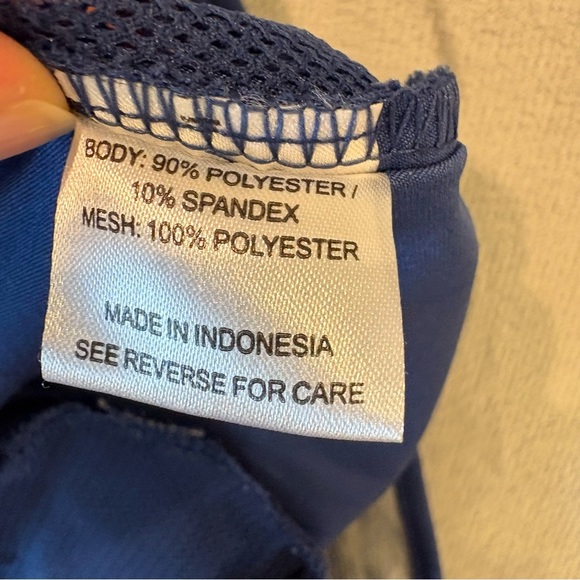 BODY: 90% POLYESTER /
10% SPANDEX
MESH: 100% POLYESTER
MADE IN INDONESIA
SEE REVERSE FOR CARE